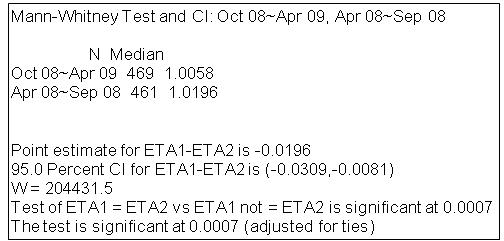 Mann-Whitney Test and CI: Oct 08~Apr 09, Apr 08~Sep 08
N Median
Oct 08~Apr 09 469 1.0058
Apr 08~Sep 08 461 1.0196
Point estimate for ETA1-ETA2 is -0.0196
95.0 Percent CI for ETA1-ETA2 is (-0.0309,-0.0081)
W = 204431.5
Test of ETA1 = ETA2 vs ETA1 not = ETA2 is significant at 0.0007
The test is significant at 0.0007 (adjusted for ties)